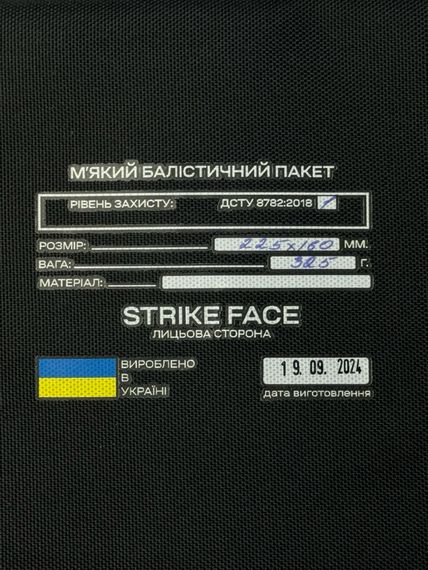 М'ЯКИЙ БАЛІСТИЧНИЙ ПАКЕТ
РІВЕНЬ ЗАХИСТУ: ДСТУ 8782:2018 1
РОЗМІР: 225х160 ММ.
ВАГА: 325 Г.
МАТЕРІАЛ:
STRIKE FACE
ЛИЦЬОВА СТОРОНА
ВИРОБЛЕНО
В
УКРАЇНІ
19. 09. 2024
дата виготовлення